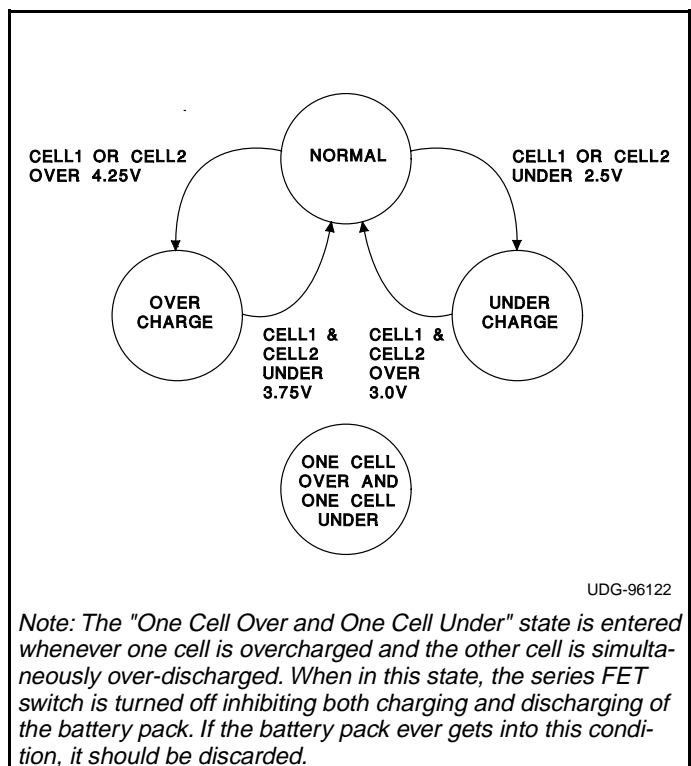 NORMAL
CELL1 OR CELL2
OVER 4.25V
CELL1 OR CELL2
UNDER 2.5V
OVER
CHARGE
UNDER
CHARGE
CELL1 &
CELL2
UNDER
3.75V
CELL1 &
CELL2
OVER
3.0V
ONE CELL
OVER AND
ONE CELL
UNDER
UDG-96122
Note: The "One Cell Over and One Cell Under" state is entered
whenever one cell is overcharged and the other cell is simulta-
neously over-discharged. When in this state, the series FET
switch is turned off inhibiting both charging and discharging of
the battery pack. If the battery pack ever gets into this condi-
tion, it should be discarded.